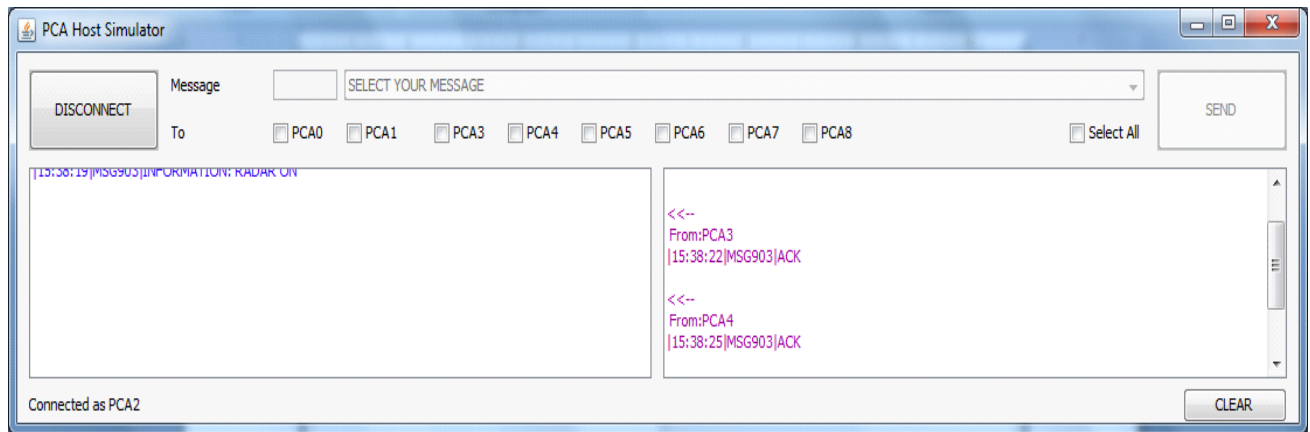 PCA Host Simulator
DISCONNECT
Message
SELECT YOUR MESSAGE
SEND
To
PCA0 PCA1 PCA3 PCA4 PCA5 PCA6 PCA7 PCA8 Select All
|15:38:19|MSG903|INFORMATION: RADAR ON
<<--
From:PCA3
|15:38:22|MSG903|ACK
<<--
From:PCA4
|15:38:25|MSG903|ACK
Connected as PCA2
CLEAR